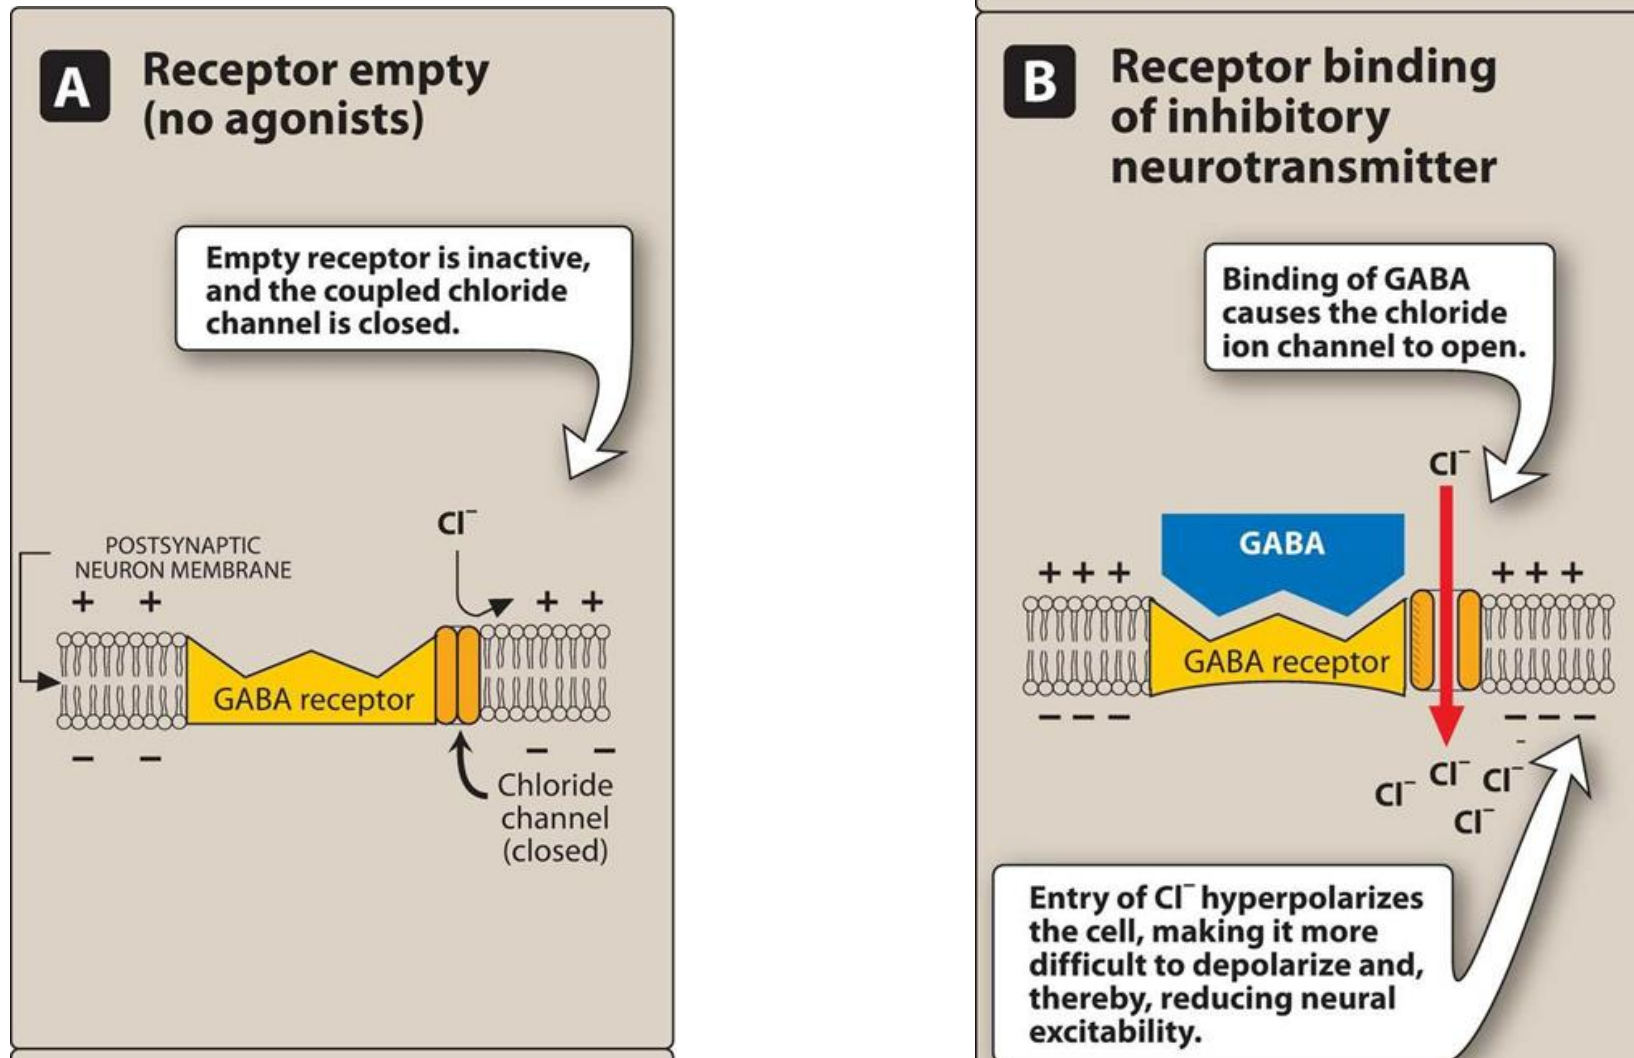 A
Receptor empty
(no agonists)
Empty receptor is inactive,
and the coupled chloride
channel is closed.
Cl⁻
POSTSYNAPTIC
NEURON MEMBRANE
+ +
+ +
GABA receptor
– –
– –
Chloride
channel
(closed)
B
Receptor binding
of inhibitory
neurotransmitter
Binding of GABA
causes the chloride
ion channel to open.
Cl⁻
GABA
+ + +
+ + +
GABA receptor
– – –
– – –
-
Cl⁻ Cl⁻ Cl⁻
Cl⁻
Entry of Cl⁻ hyperpolarizes
the cell, making it more
difficult to depolarize and,
thereby, reducing neural
excitability.